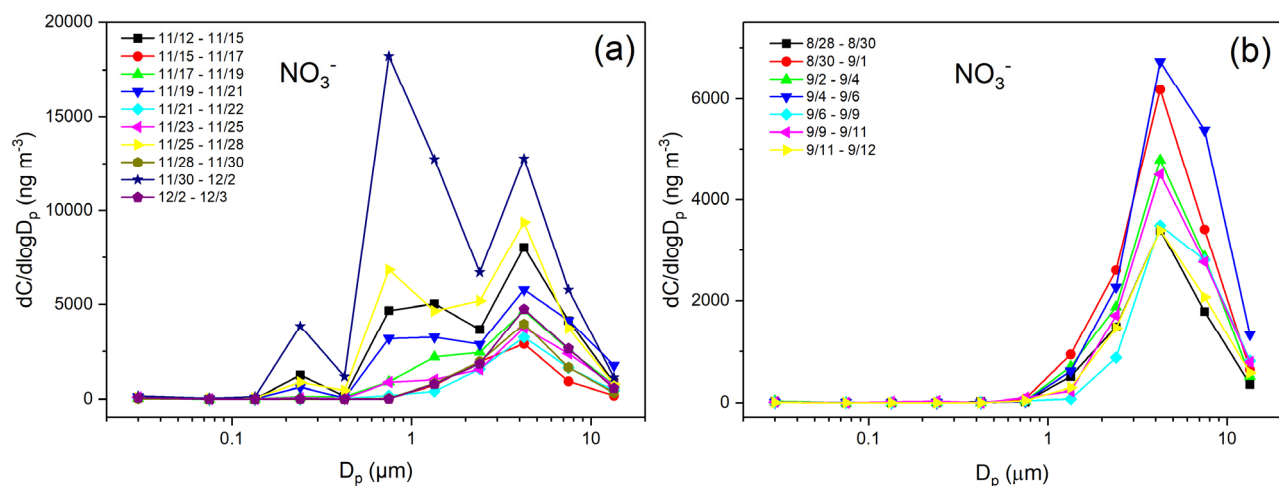 20000
15000
10000
5000
0
dC/dlogDp (ng m-3)
11/12 - 11/15
11/15 - 11/17
11/17 - 11/19
11/19 - 11/21
11/21 - 11/22
11/23 - 11/25
11/25 - 11/28
11/28 - 11/30
11/30 - 12/2
12/2 - 12/3
NO3-
(a)
0.1 1 10
Dp (µm)
6000
4000
2000
0
dC/dlogDp (ng m-3)
8/28 - 8/30
8/30 - 9/1
9/2 - 9/4
9/4 - 9/6
9/6 - 9/9
9/9 - 9/11
9/11 - 9/12
NO3-
(b)
0.1 1 10
Dp (µm)